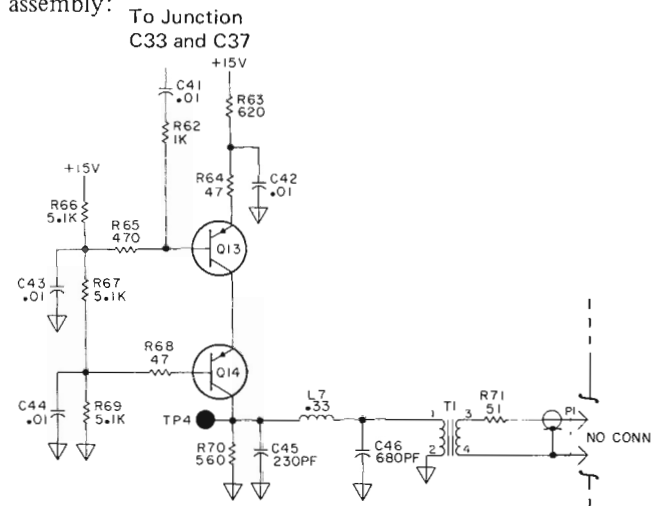 assembly:
To Junction
C33 and C37
+15V
C41
.01
R63
620
R62
1K
+15V
R64
47
C42
.01
R66
5.1K
R65
470
Q13
C43
.01
R67
5.1K
R68
47
Q14
C44
.01
R69
5.1K
TP4
L7
.33
R70
560
C45
230PF
C46
680PF
1
2
T1
3
4
R71
51
P1
NO CONN